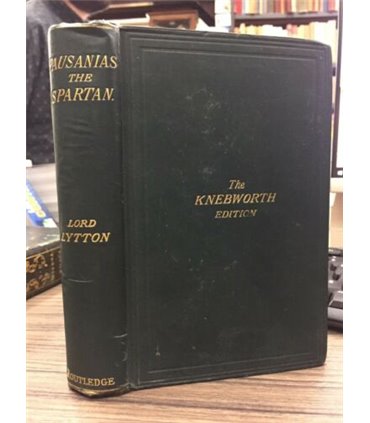 PAUSANIAS
THE
SPARTAN.
LORD
LYTTON
ROUTLEDGE
The
KNEBWORTH
EDITION